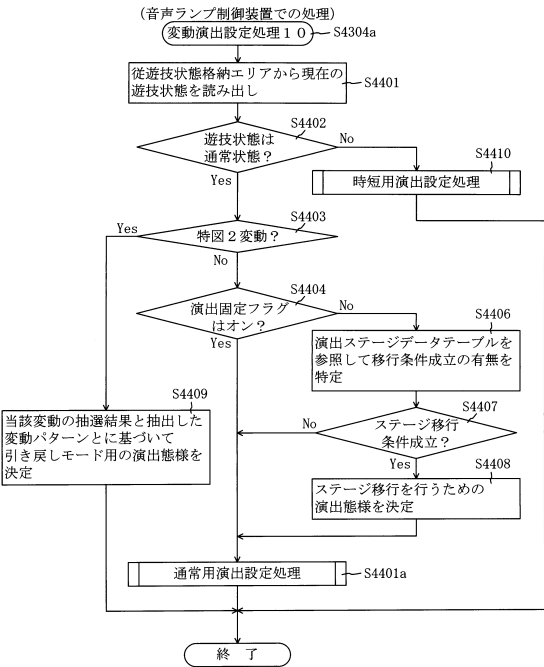 (音声ランプ制御装置での処理)
変動演出設定処理10
S4304a
従遊技状態格納エリアから現在の
遊技状態を読み出し
S4401
S4402
遊技状態は
通常状態?
No
Yes
S4410
時短用演出設定処理
S4403
特図2変動?
Yes
No
S4404
演出固定フラグ
はオン?
No
Yes
S4406
演出ステージデータテーブルを
参照して移行条件成立の有無を
特定
S4407
ステージ移行
条件成立?
No
Yes
S4409
当該変動の抽選結果と抽出した
変動パターンとに基づいて
引き戻しモード用の演出態様を
決定
S4408
ステージ移行を行うための
演出態様を決定
通常用演出設定処理
S4401a
終 了